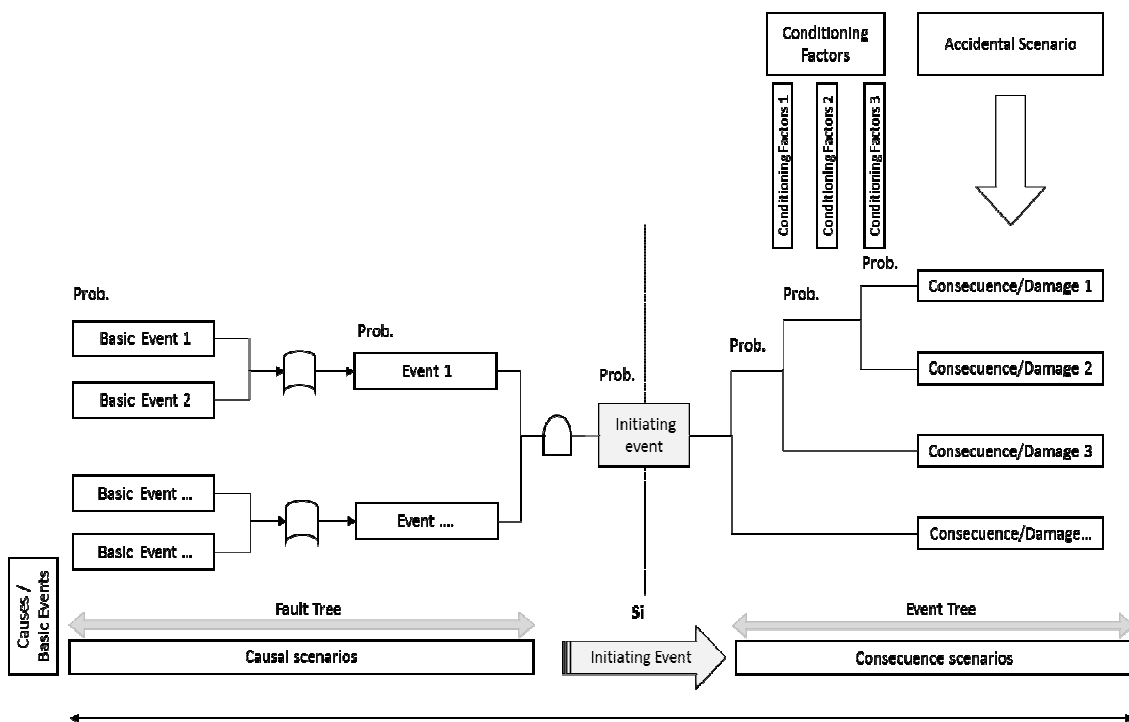 Conditioning
Factors
Accidental Scenario
Conditioning Factors 1
Conditioning Factors 2
Conditioning Factors 3
Prob.
Consecuence/Damage 1
Prob.
Prob.
Basic Event 1
Prob.
Prob.
Event 1
Consecuence/Damage 2
Basic Event 2
Prob.
Initiating
event
Consecuence/Damage 3
Basic Event ...
Event ....
Consecuence/Damage...
Basic Event ...
Causes /
Basic Events
Fault Tree
Si
Event Tree
Causal scenarios
Initiating Event
Consecuence scenarios